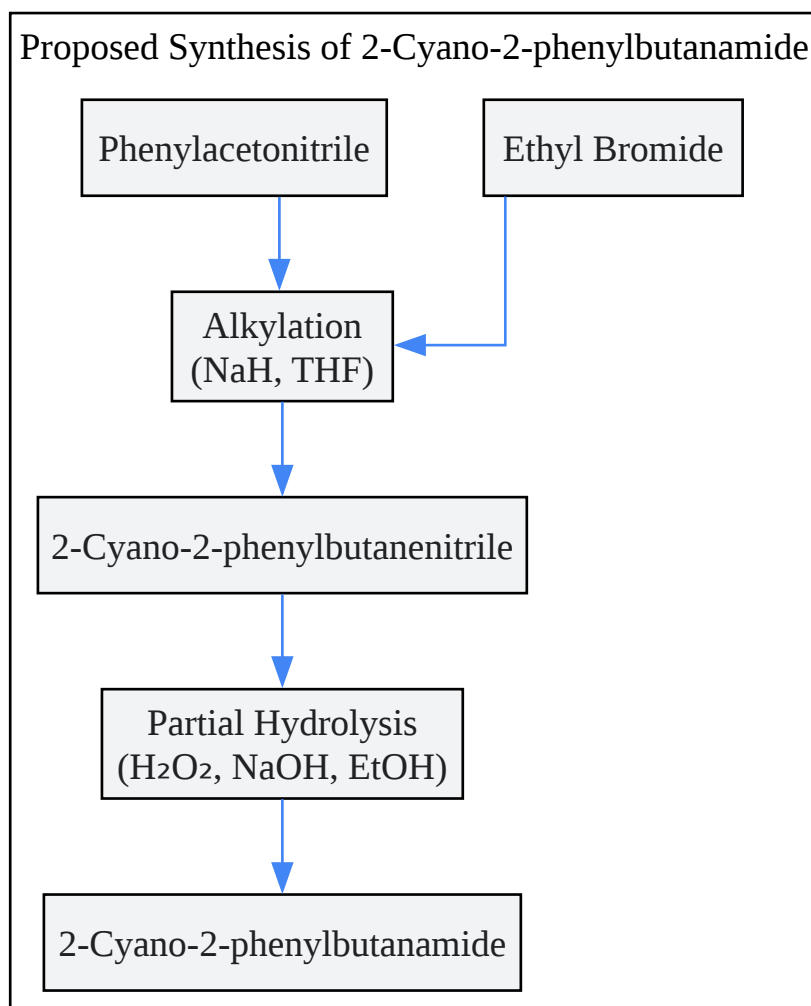 Proposed Synthesis of 2-Cyano-2-phenylbutanamide
Phenylacetonitrile
Ethyl Bromide
Alkylation
(NaH, THF)
2-Cyano-2-phenylbutanenitrile
Partial Hydrolysis
(H₂O₂, NaOH, EtOH)
2-Cyano-2-phenylbutanamide